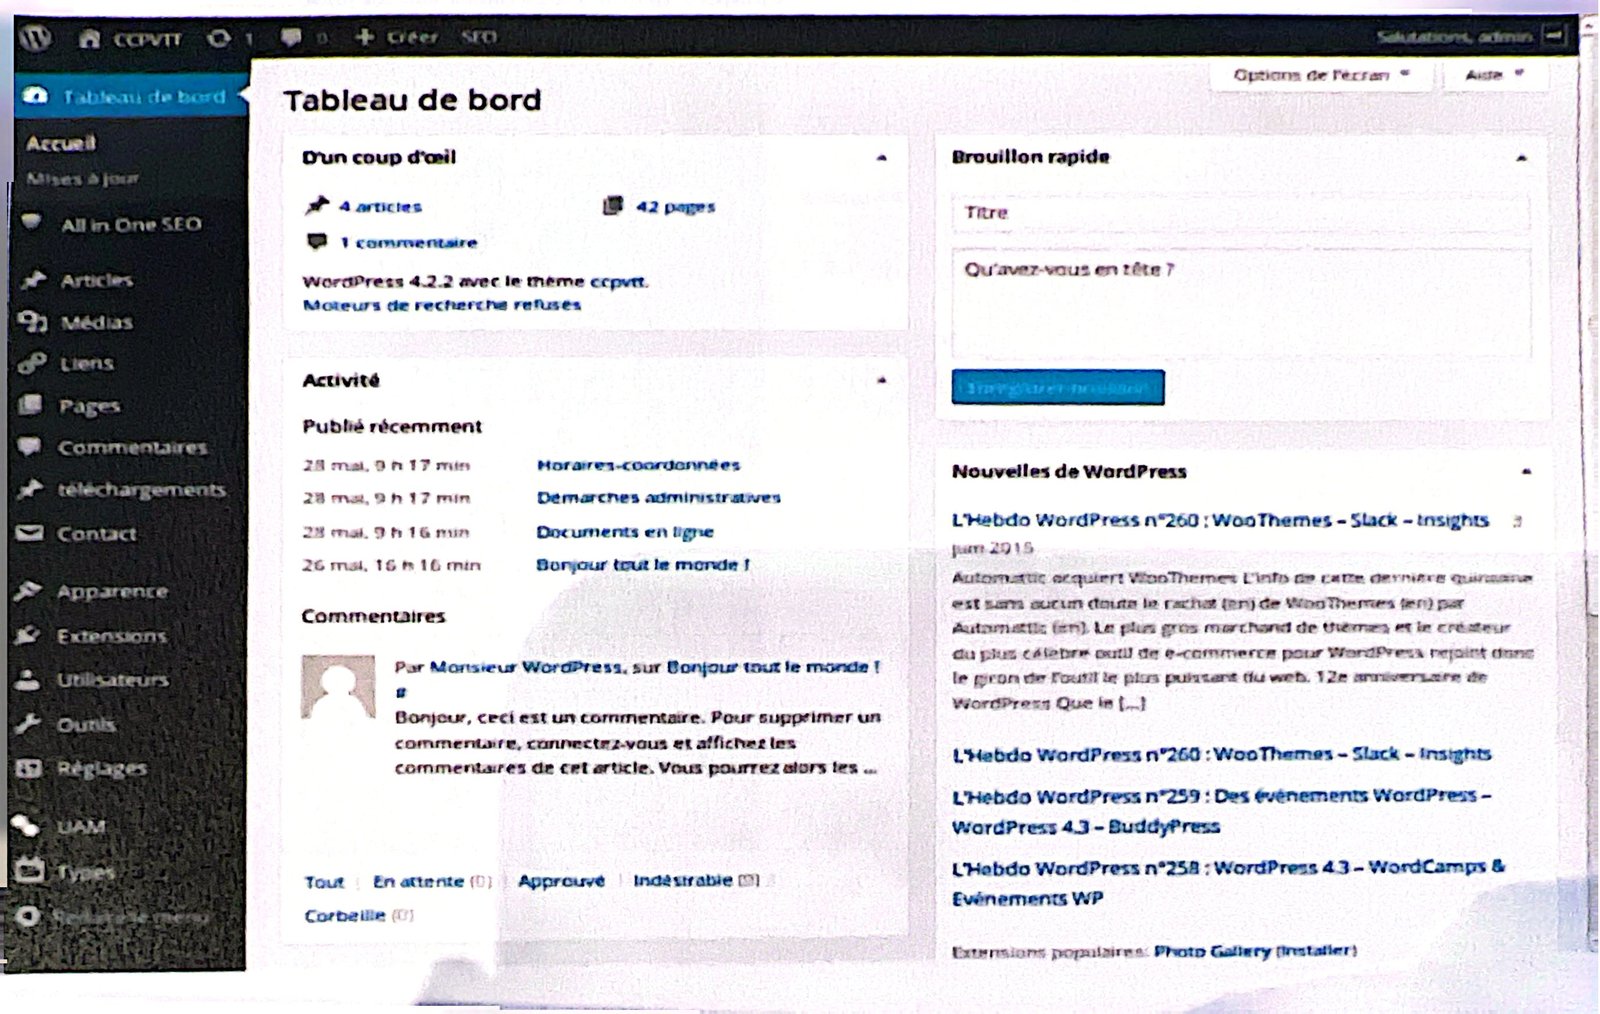 CCPVTT 1 0 Créer SEO
Salutations, admin
Tableau de bord
Accueil
Mises à jour
All in One SEO
Articles
Médias
Liens
Pages
Commentaires
téléchargements
Contact
Apparence
Extensions
Utilisateurs
Outils
Réglages
UAM
Types
Réduire le menu
Options de l'écran
Aide
Tableau de bord
D'un coup d'œil
4 articles
42 pages
1 commentaire
WordPress 4.2.2 avec le thème ccpvtt.
Moteurs de recherche refusés
Activité
Publié récemment
28 mai, 9 h 17 min Horaires-coordonnées
28 mai, 9 h 17 min Démarches administratives
28 mai, 9 h 16 min Documents en ligne
26 mai, 16 h 16 min Bonjour tout le monde !
Commentaires
Par Monsieur WordPress, sur Bonjour tout le monde !
#
Bonjour, ceci est un commentaire. Pour supprimer un
commentaire, connectez-vous et affichez les
commentaires de cet article. Vous pourrez alors les ...
Tout En attente (0) Approuvé Indésirable (0)
Corbeille (0)
Brouillon rapide
Titre
Qu'avez-vous en tête ?
Enregistrer brouillon
Nouvelles de WordPress
L'Hebdo WordPress n°260 : WooThemes – Slack – Insights 3
juin 2015
Automattic acquiert WooThemes L'info de cette dernière quinzaine
est sans aucun doute le rachat (en) de WooThemes (en) par
Automattic (en). Le plus gros marchand de thèmes et le créateur
du plus célèbre outil de e-commerce pour WordPress rejoint donc
le giron de l'outil le plus puissant du web. 12e anniversaire de
WordPress Que le [...]
L'Hebdo WordPress n°260 : WooThemes – Slack – Insights
L'Hebdo WordPress n°259 : Des événements WordPress –
WordPress 4.3 – BuddyPress
L'Hebdo WordPress n°258 : WordPress 4.3 – WordCamps &
Evénements WP
Extensions populaires: Photo Gallery (Installer)